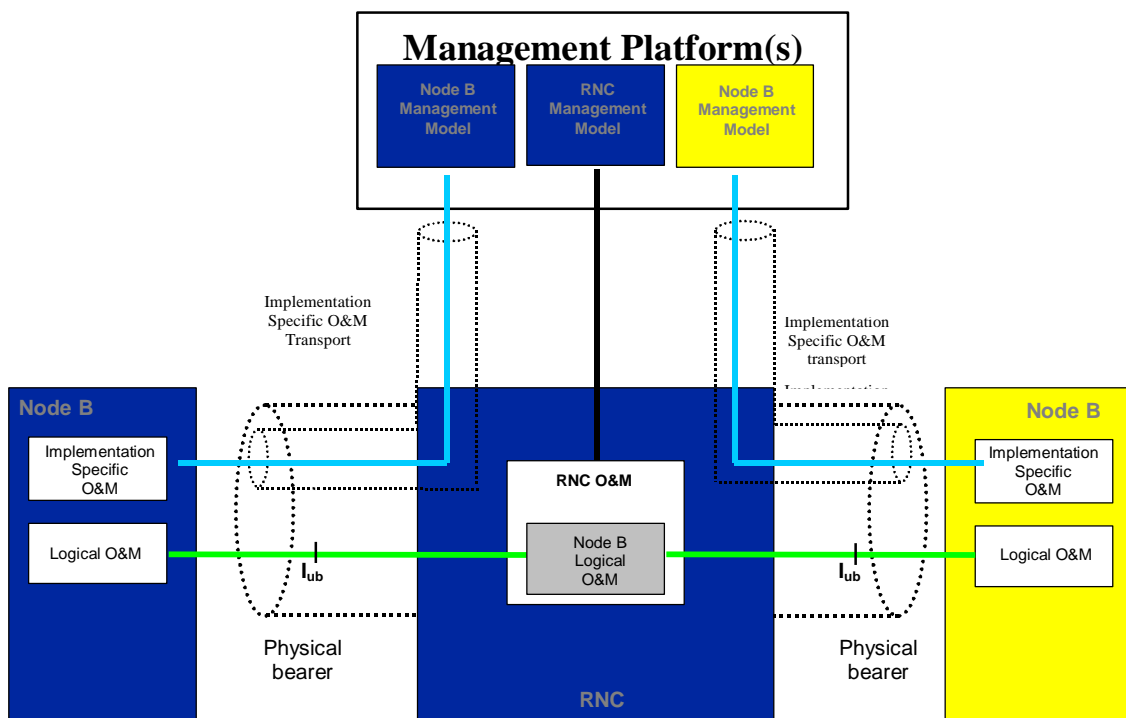 Management Platform(s)
Node B
Management
Model
RNC
Management
Model
Node B
Management
Model
Implementation
Specific O&M
Transport
Implementation
Specific O&M
transport
Implementation
Node B
Implementation
Specific
O&M
Logical O&M
Iub
Physical
bearer
RNC O&M
Node B
Logical
O&M
RNC
Iub
Physical
bearer
Node B
Implementation
Specific
O&M
Logical O&M